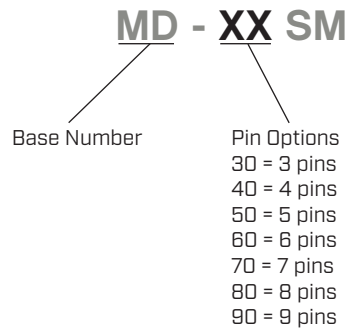 MD - XX SM
Base Number
Pin Options
30 = 3 pins
40 = 4 pins
50 = 5 pins
60 = 6 pins
70 = 7 pins
80 = 8 pins
90 = 9 pins